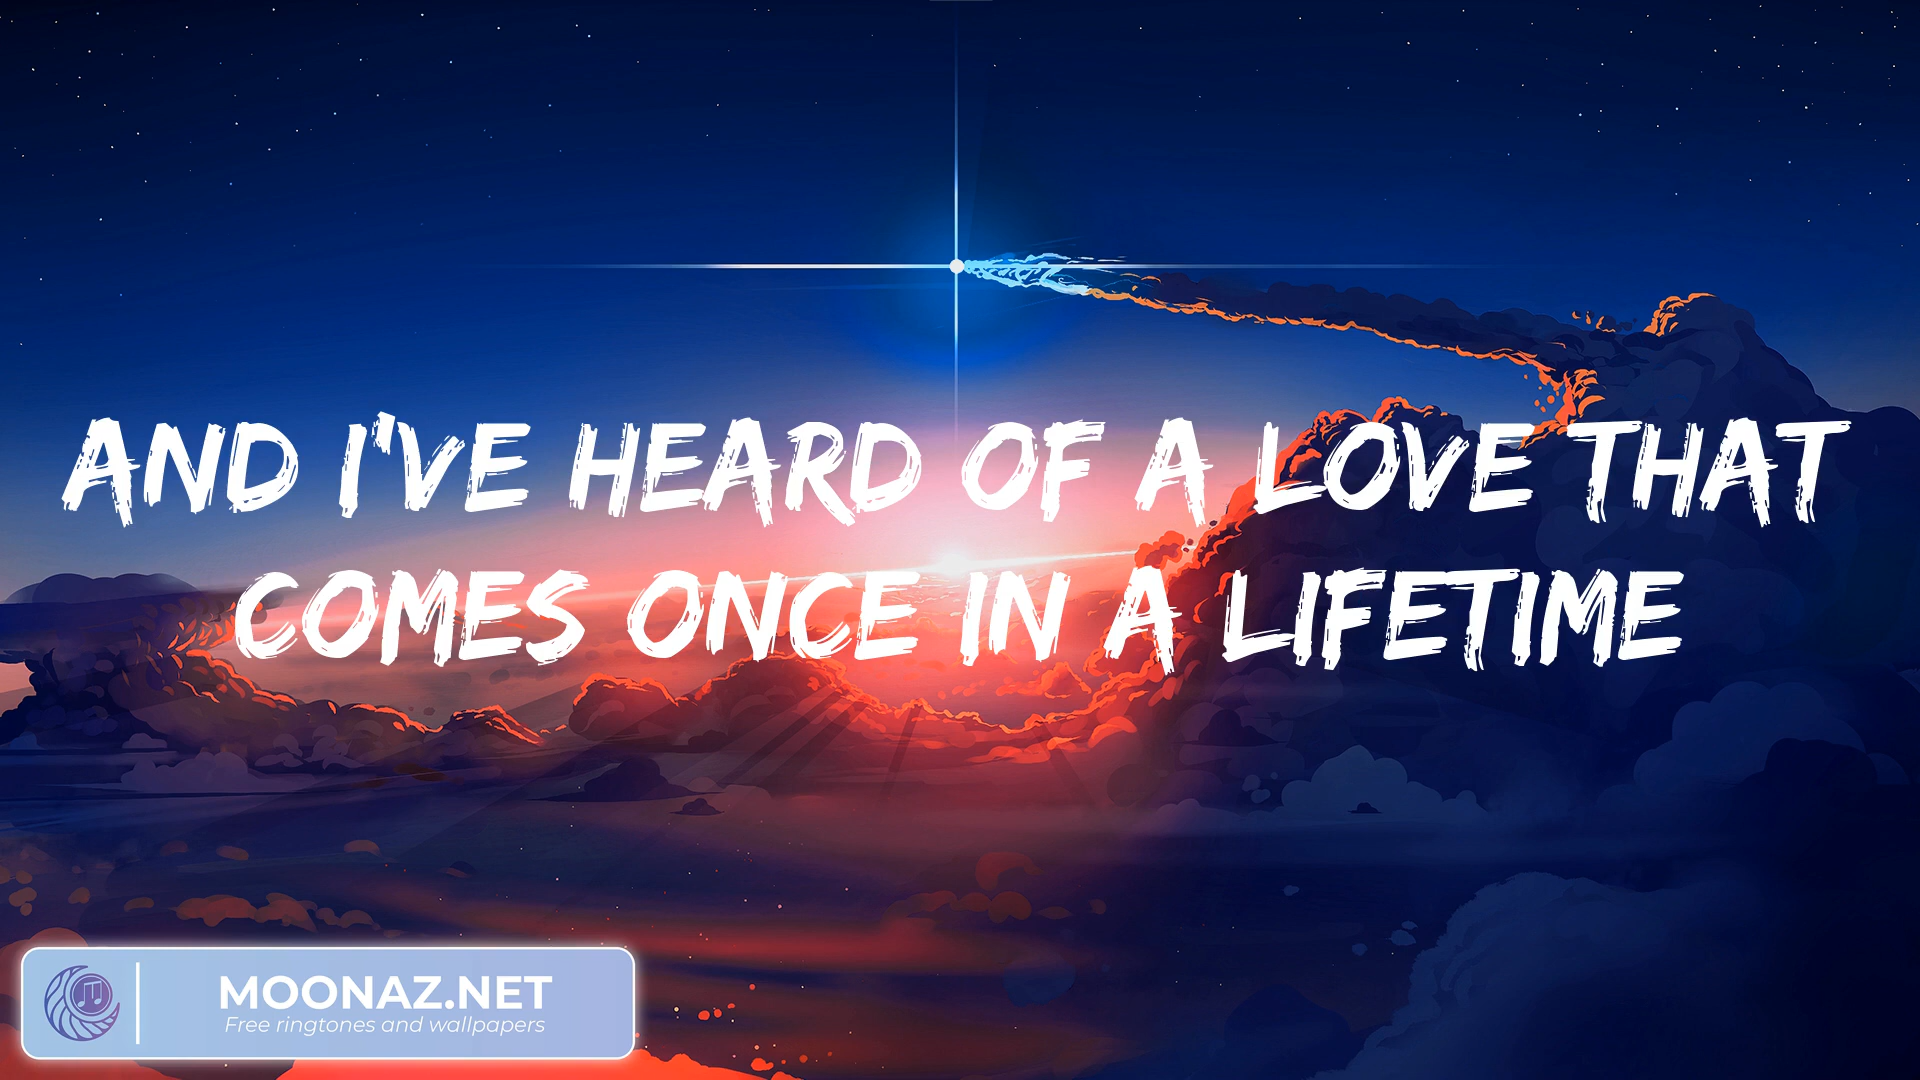 AND I'VE HEARD OF A LOVE THAT
COMES ONCE IN A LIFETIME
MOONAZ.NET
Free ringtones and wallpapers